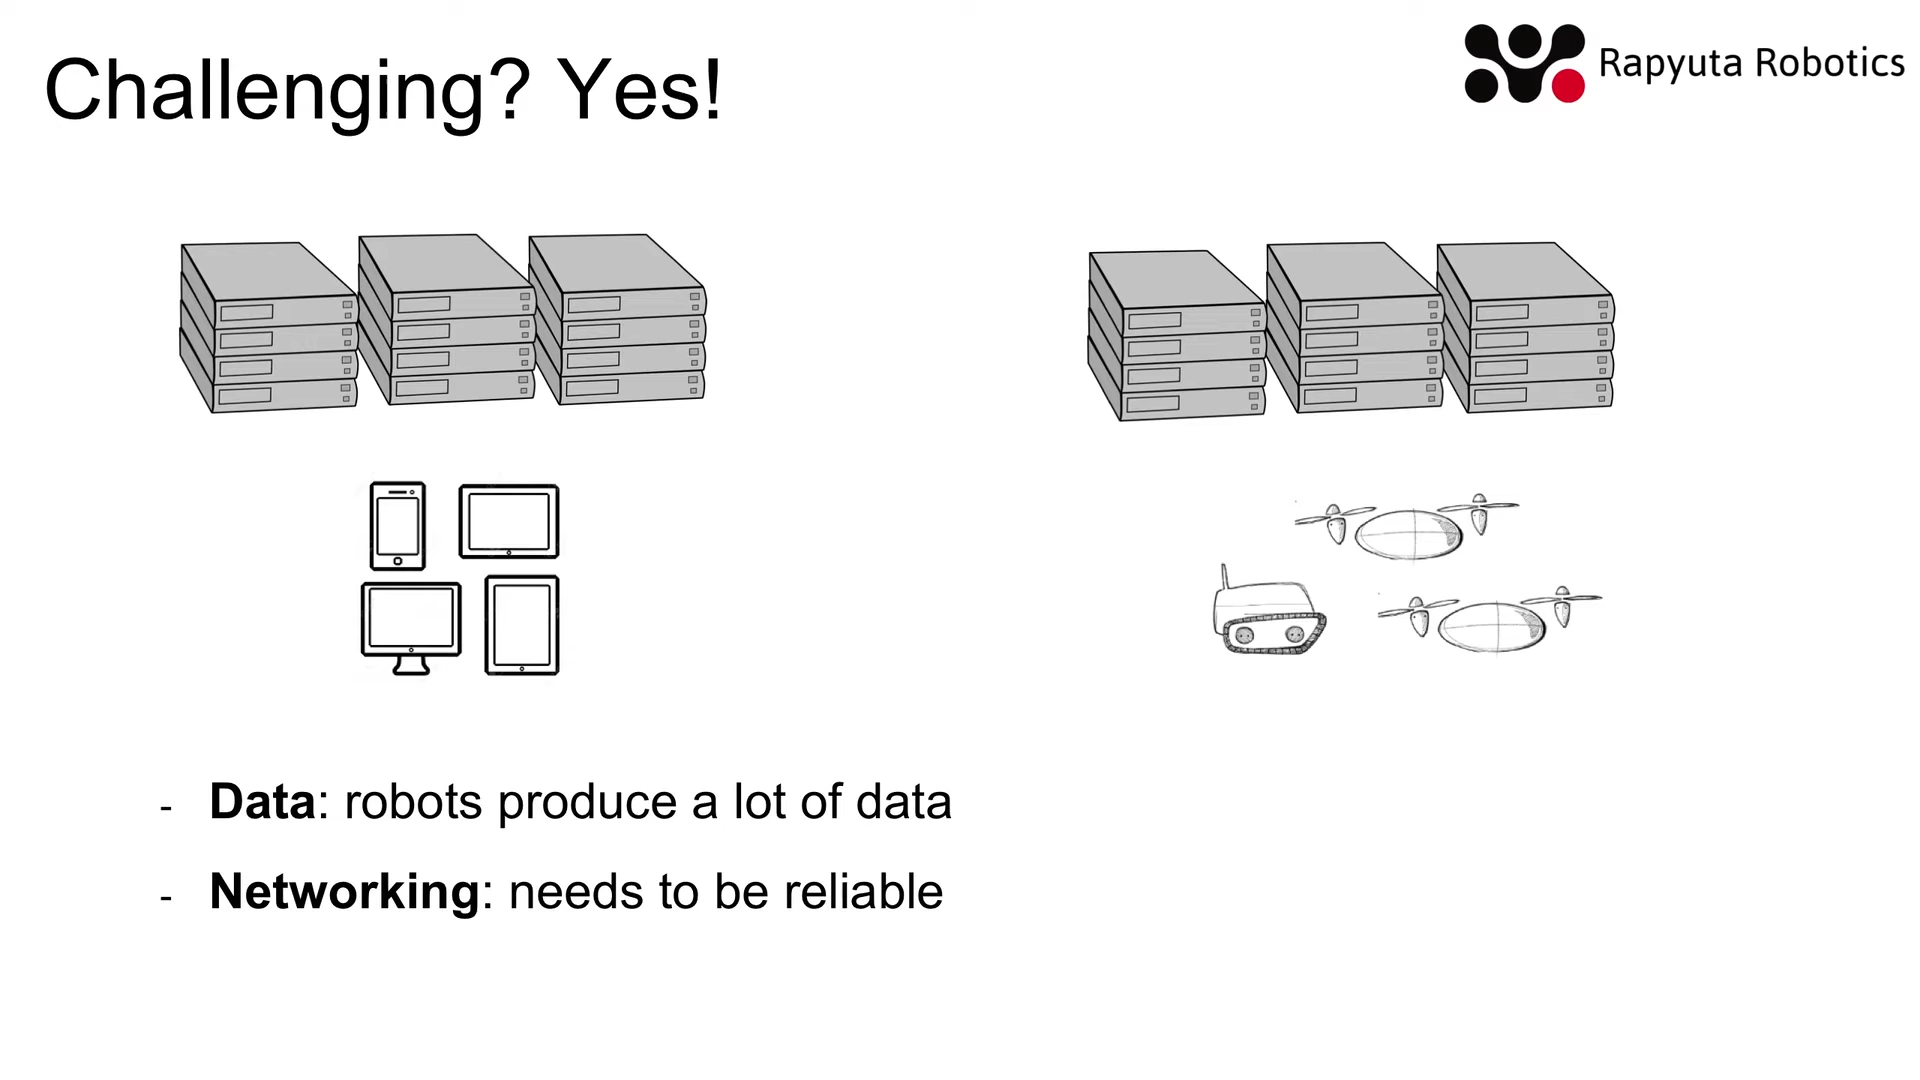 Challenging? Yes!
Rapyuta Robotics
- Data: robots produce a lot of data
- Networking: needs to be reliable